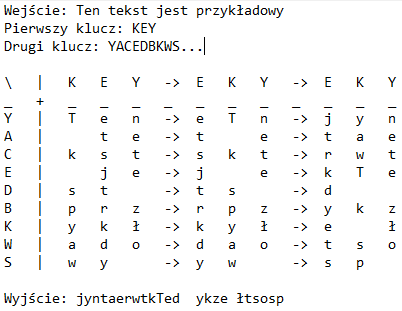 Wejście: Ten tekst jest przykładowy
Pierwszy klucz: KEY
Drugi klucz: YACEDBKWS...
\ | K E Y -> E K Y -> E K Y
_ + _ _ _ _ _ _ _ _ _ _ _
Y | T e n -> e T n -> j y n
A |   t e -> t   e -> t a e
C | k s t -> s k t -> r w t
E |   j e -> j   e -> k T e
D | s t   -> t s   -> d
B | p r z -> r p z -> y k z
K | y k ł -> k y ł -> e   ł
W | a d o -> d a o -> t s o
S | w y   -> y w   -> s p
Wyjście: jyntaerwtkTed  ykze łtsosp